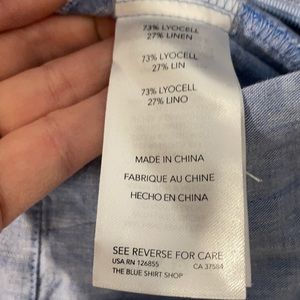 73% LYOCELL
27% LINEN
73% LYOCELL
27% LIN
73% LYOCELL
27% LINO
MADE IN CHINA
FABRIQUE AU CHINE
HECHO EN CHINA
SEE REVERSE FOR CARE
USA RN 126855 CA 37584
THE BLUE SHIRT SHOP